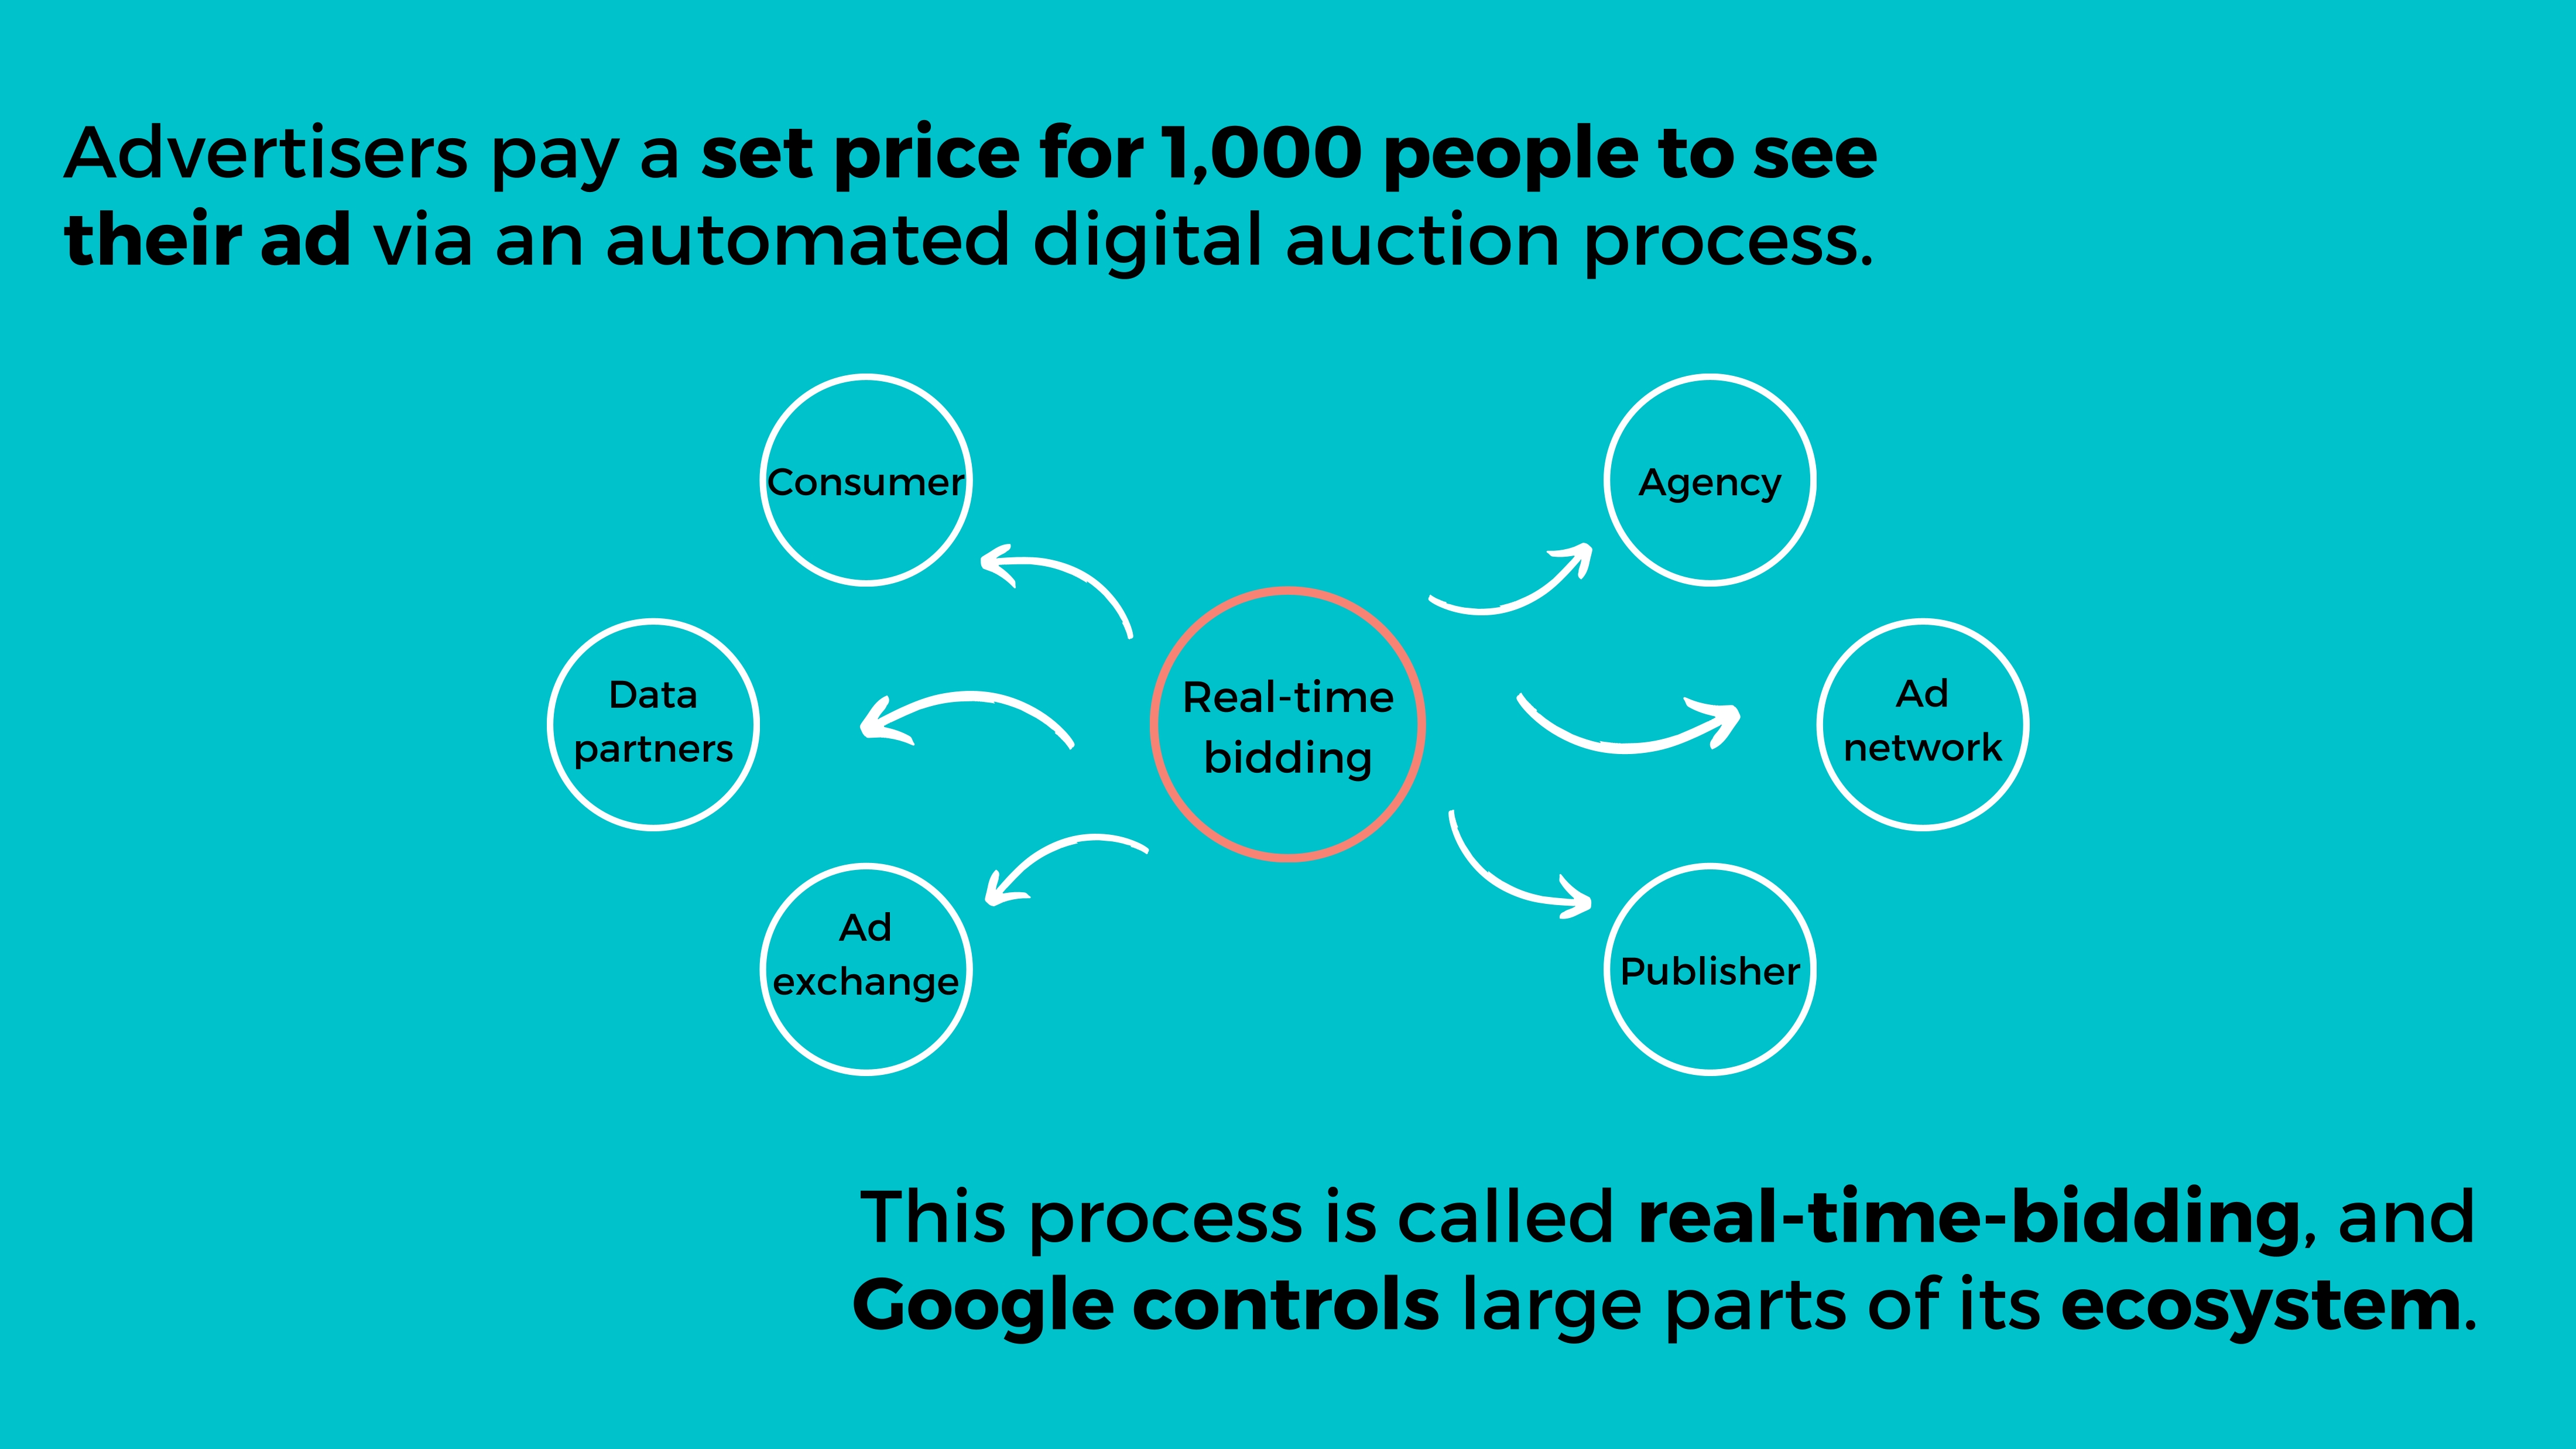 Advertisers pay a set price for 1,000 people to see
their ad via an automated digital auction process.
Consumer
Agency
Data
partners
Real-time
bidding
Ad
network
Ad
exchange
Publisher
This process is called real-time-bidding, and
Google controls large parts of its ecosystem.